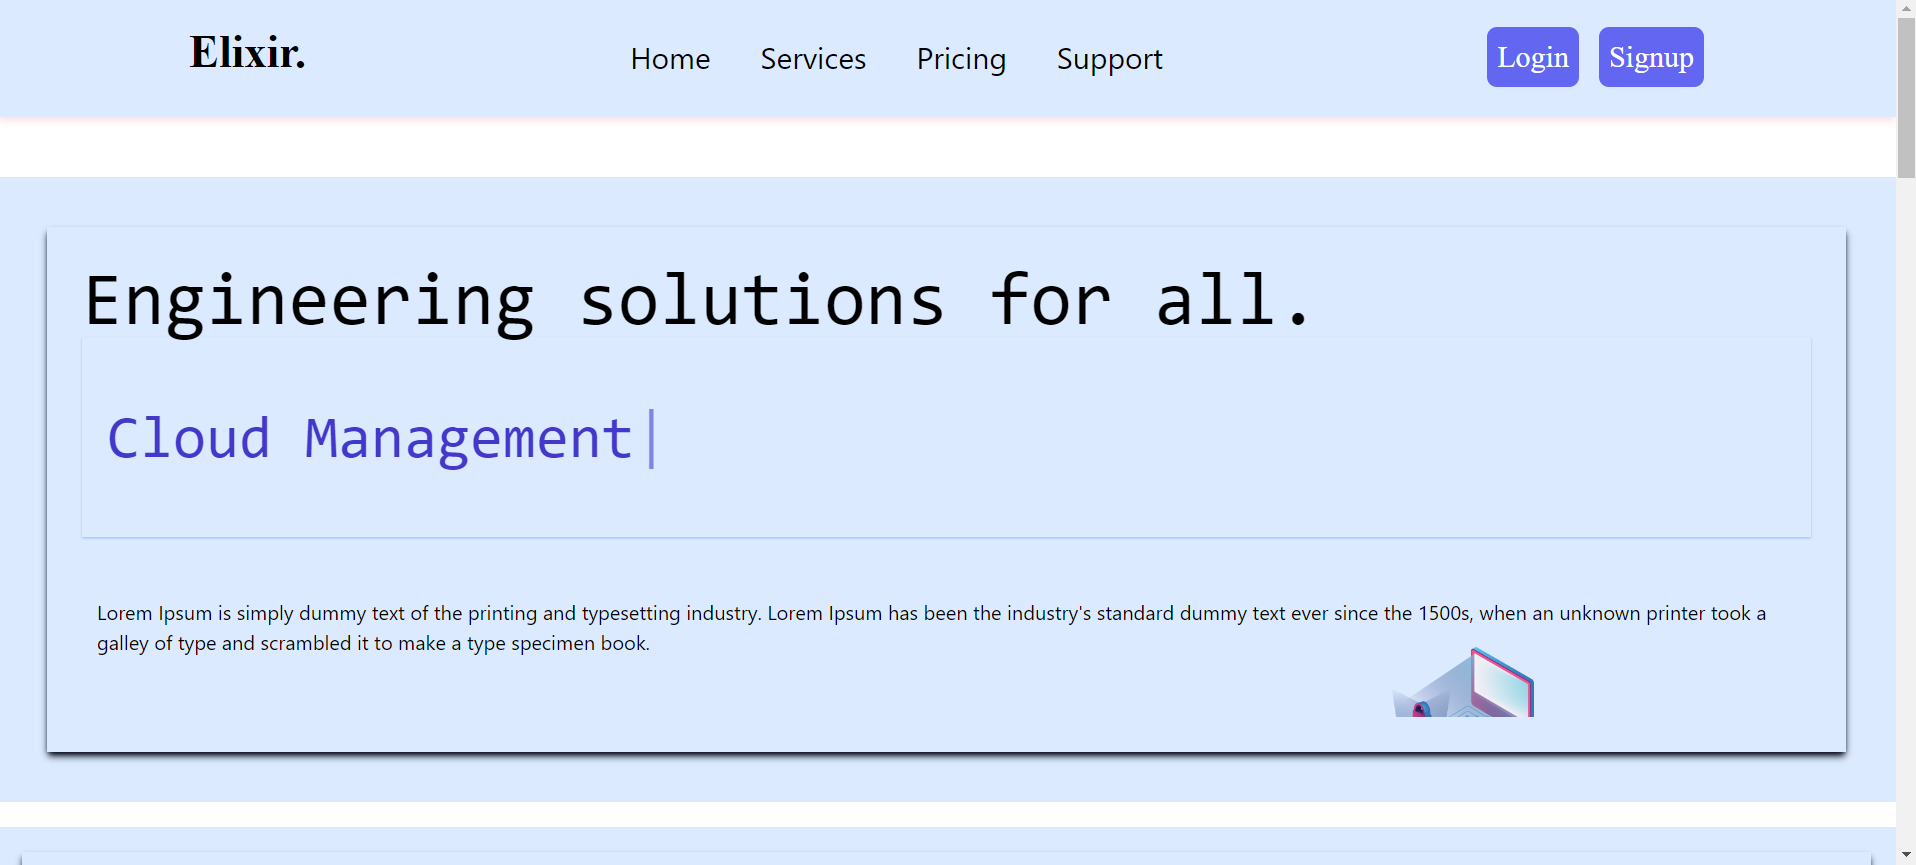 Elixir.
Home Services Pricing Support
Login Signup
Engineering solutions for all.
Cloud Management
Lorem Ipsum is simply dummy text of the printing and typesetting industry. Lorem Ipsum has been the industry's standard dummy text ever since the 1500s, when an unknown printer took a
galley of type and scrambled it to make a type specimen book.